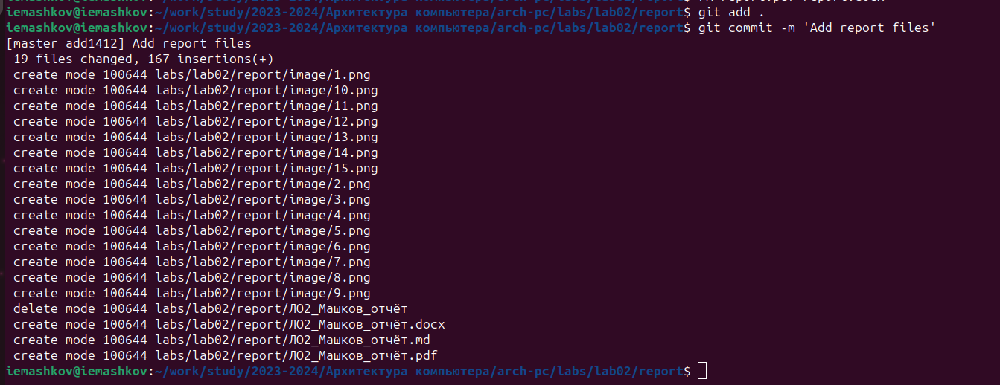 iemashkov@iemashkov:~/work/study/2023-2024/Архитектура компьютера/arch-pc/labs/lab02/report$ git add .
iemashkov@iemashkov:~/work/study/2023-2024/Архитектура компьютера/arch-pc/labs/lab02/report$ git commit -m 'Add report files'
[master add1412] Add report files
 19 files changed, 167 insertions(+)
 create mode 100644 labs/lab02/report/image/1.png
 create mode 100644 labs/lab02/report/image/10.png
 create mode 100644 labs/lab02/report/image/11.png
 create mode 100644 labs/lab02/report/image/12.png
 create mode 100644 labs/lab02/report/image/13.png
 create mode 100644 labs/lab02/report/image/14.png
 create mode 100644 labs/lab02/report/image/15.png
 create mode 100644 labs/lab02/report/image/2.png
 create mode 100644 labs/lab02/report/image/3.png
 create mode 100644 labs/lab02/report/image/4.png
 create mode 100644 labs/lab02/report/image/5.png
 create mode 100644 labs/lab02/report/image/6.png
 create mode 100644 labs/lab02/report/image/7.png
 create mode 100644 labs/lab02/report/image/8.png
 create mode 100644 labs/lab02/report/image/9.png
 delete mode 100644 labs/lab02/report/ЛО2_Машков_отчёт
 create mode 100644 labs/lab02/report/ЛО2_Машков_отчёт.docx
 create mode 100644 labs/lab02/report/ЛО2_Машков_отчёт.md
 create mode 100644 labs/lab02/report/ЛО2_Машков_отчёт.pdf
iemashkov@iemashkov:~/work/study/2023-2024/Архитектура компьютера/arch-pc/labs/lab02/report$